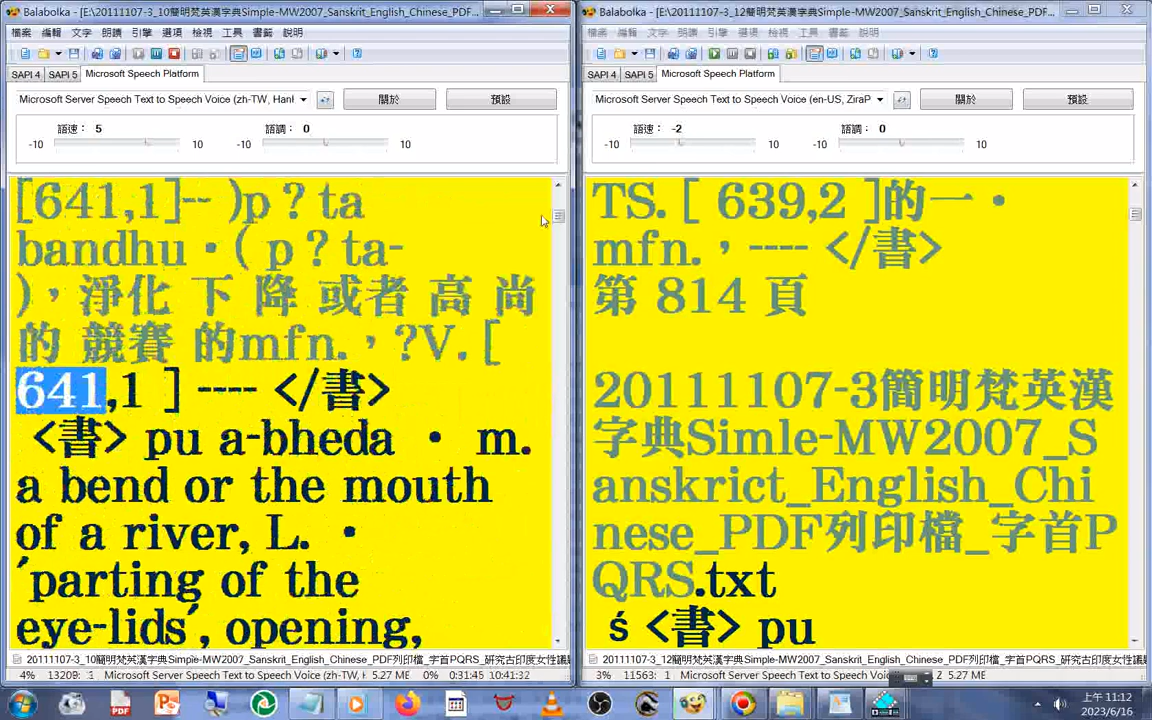 Balabolka - [E:\20111107-3_10簡明梵英漢字典Simple-MW2007_Sanskrit_English_Chinese_PDF...
檔案 編輯 文字 朗讀 引擎 選項 檢視 工具 書籤 說明
SAPI 4 SAPI 5 Microsoft Speech Platform
Microsoft Server Speech Text to Speech Voice (zh-TW, Hanl 關於 預設
語速： 5 語調： 0
-10 10 -10 10
[641,1]-- )p？ta
bandhu・( p？ta-
)，淨化 下 降 或者 高 尚
的 競賽 的mfn.，?V. [
641,1 ] ---- </書>
<書> pu a-bheda • m.
a bend or the mouth
of a river, L. •
'parting of the
eye-lids', opening,
20111107-3_10簡明梵英漢字典Simple-MW2007_Sanskrit_English_Chinese_PDF列印檔_字首PQRS_研究古印度女性議
4% 13209: 1 Microsoft Server Speech Text to Speech Voice (zh-TW, H 5.27 MB 0% 0:31:45 10:41:32
Balabolka - [E:\20111107-3_12簡明梵英漢字典Simple-MW2007_Sanskrit_English_Chinese_PDF...
檔案 編輯 文字 朗讀 引擎 選項 檢視 工具 書籤 說明
SAPI 4 SAPI 5 Microsoft Speech Platform
Microsoft Server Speech Text to Speech Voice (en-US, ZiraP 關於 預設
語速： -2 語調： 0
-10 10 -10 10
TS. [ 639,2 ]的一・
mfn.，---- </書>
第 814 頁
20111107-3簡明梵英漢
字典Simle-MW2007_S
anskrict_English_Chi
nese_PDF列印檔_字首P
QRS.txt
ś <書> pu
20111107-3_12簡明梵英漢字典Simple-MW2007_Sanskrit_English_Chinese_PDF列印檔_字首PQRS_研究古印度女性議
3% 11563: 1 Microsoft Server Speech Text to Speech Voice (en-US, 5.27 MB
上午 11:12
2023/6/16